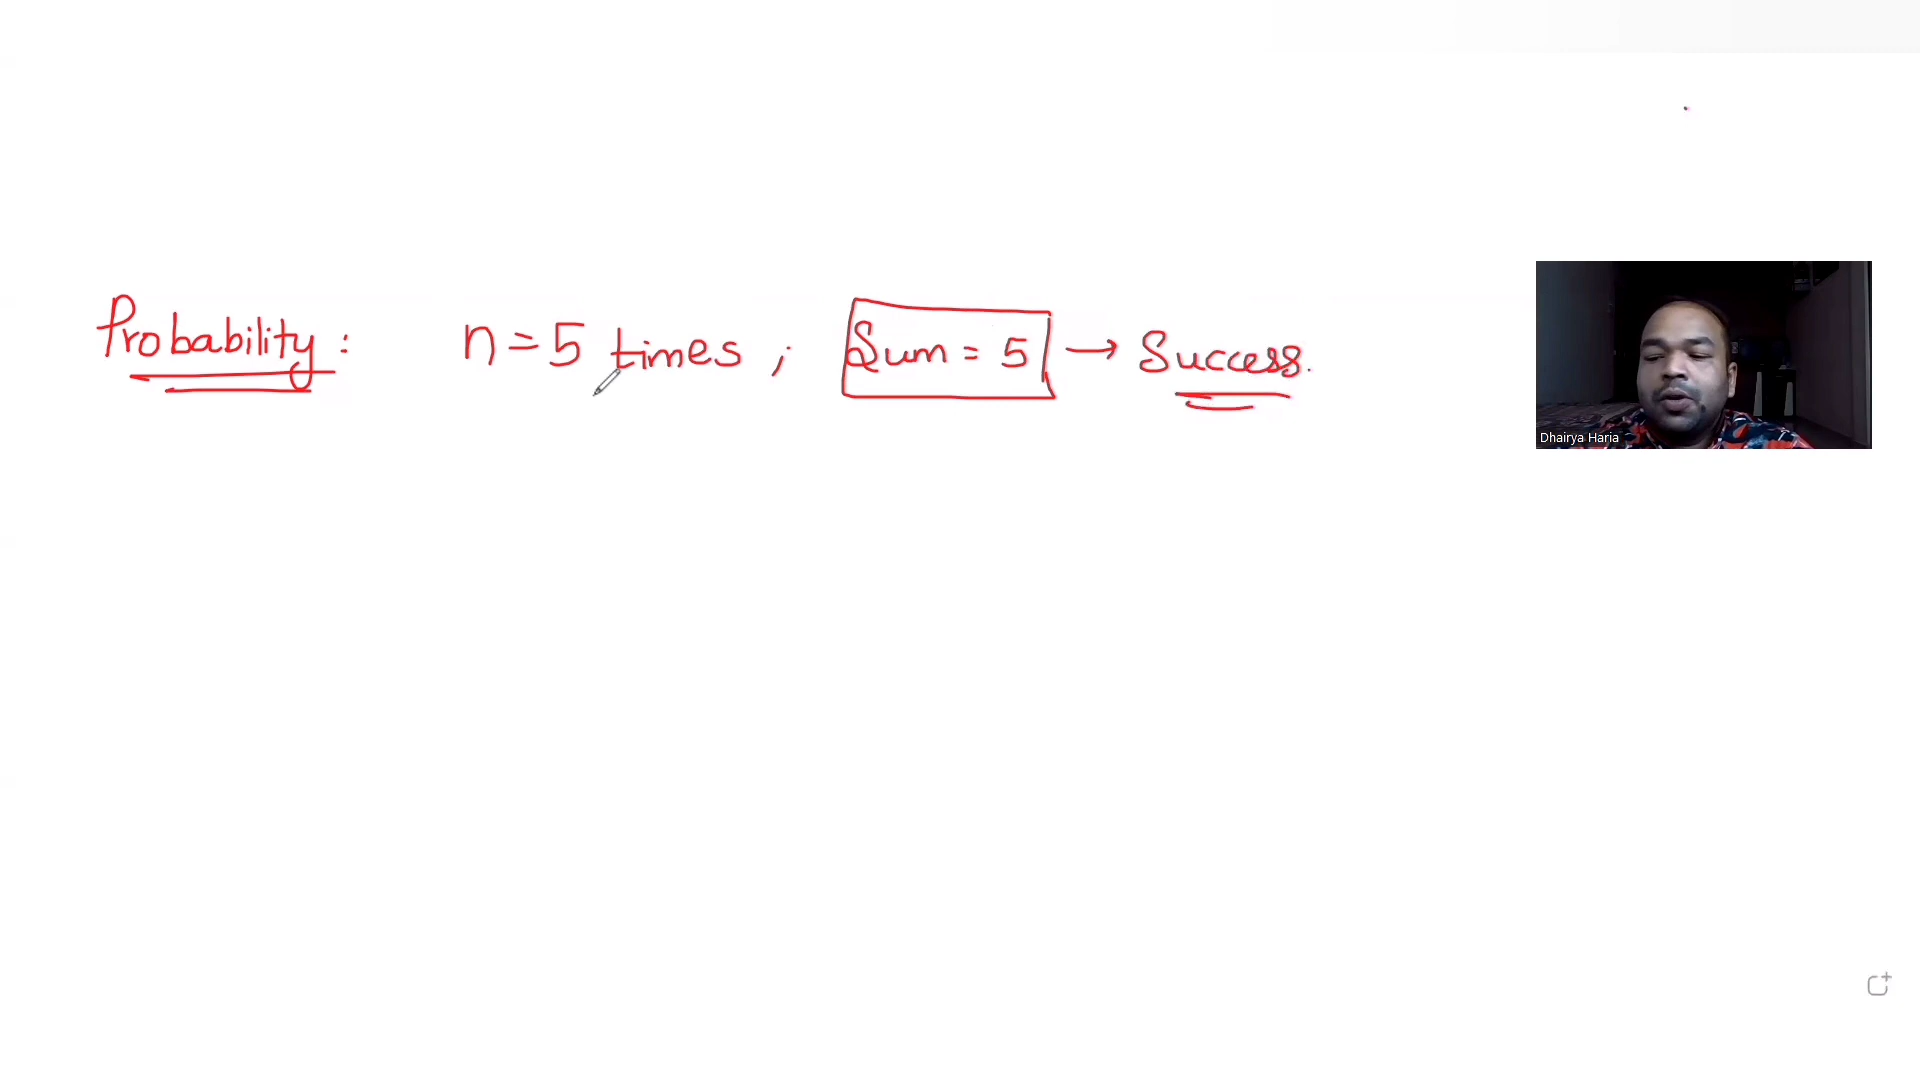 Probability : n = 5 times ; Sum = 5 → Success.
Dhairya Haria